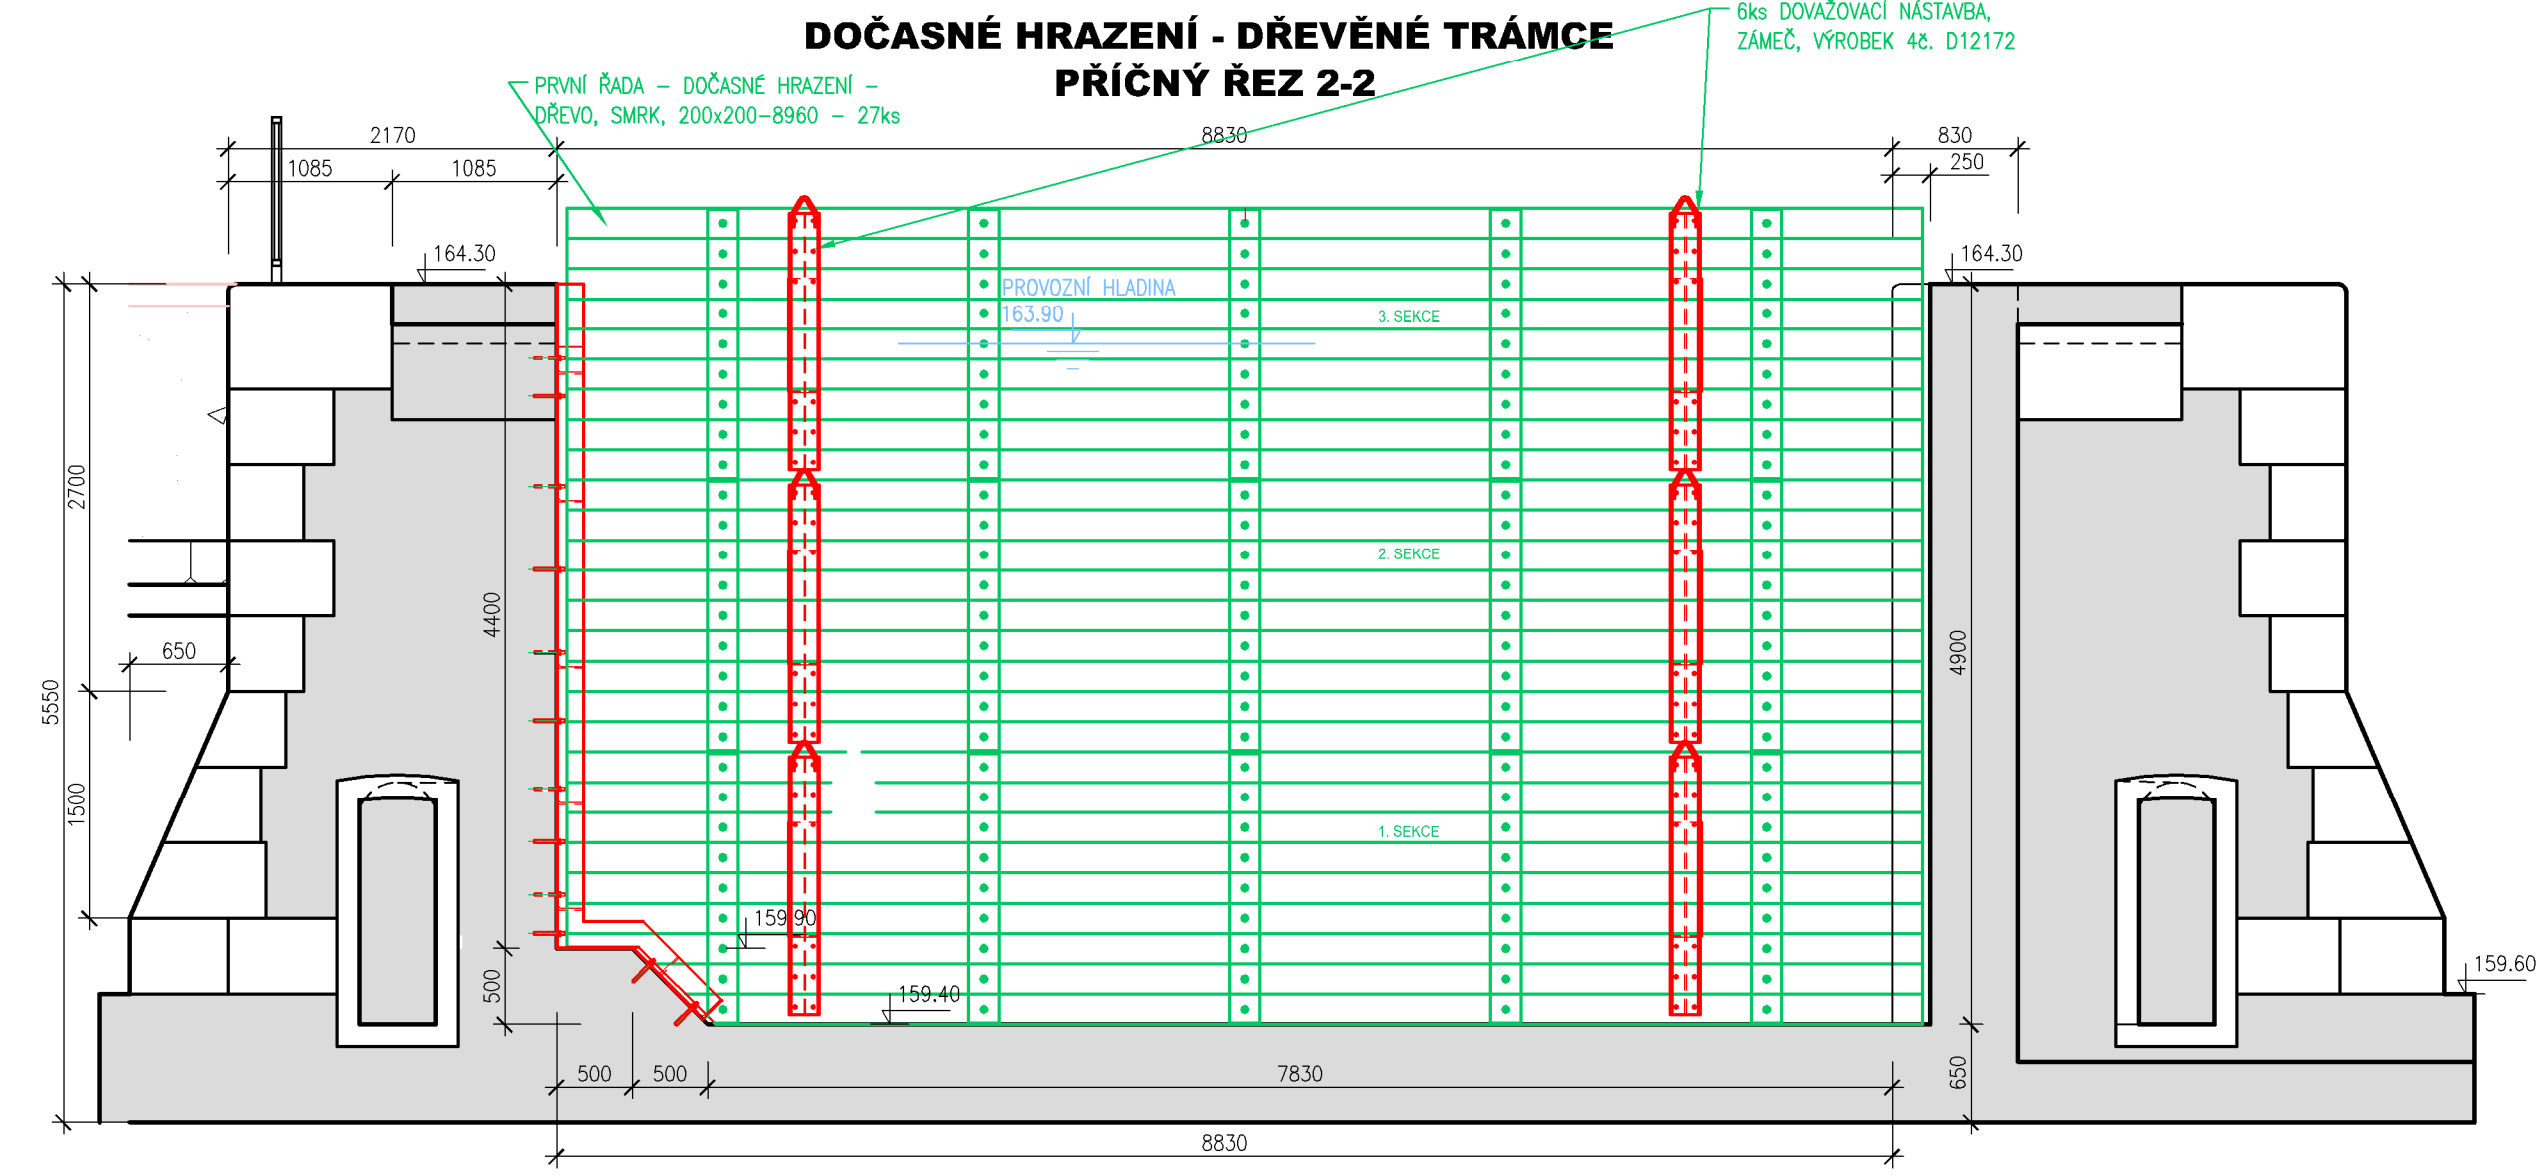 DOČASNÉ HRAZENÍ - DŘEVĚNÉ TRÁMCE
PŘÍČNÝ ŘEZ 2-2
6ks DOVAŽOVACÍ NÁSTAVBA,
ZÁMEČ, VÝROBEK 4č. D12172
PRVNÍ ŘADA – DOČASNÉ HRAZENÍ –
DŘEVO, SMRK, 200x200-8960 – 27ks
2170
8830
830
1085
1085
250
164.30
164.30
PROVOZNÍ HLADINA
163.90
3. SEKCE
2700
2. SEKCE
4400
4900
650
5550
1500
1. SEKCE
159.90
159.60
500
159.40
500
500
7830
650
8830